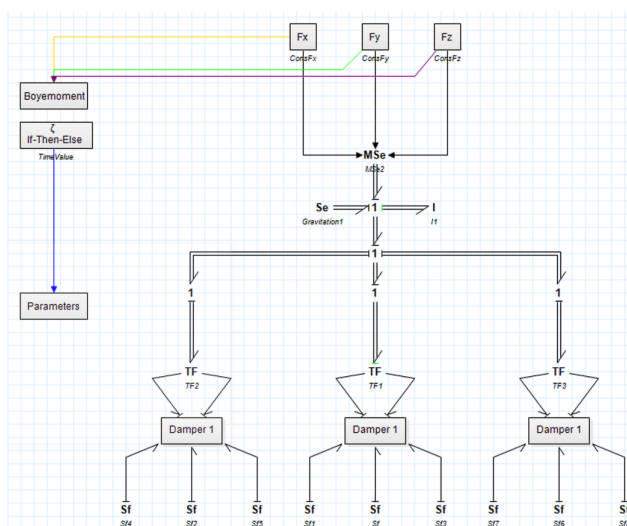 Fx Fy Fz
ConsFx ConsFy ConsFz
Boyemoment
ζ
If-Then-Else
TimeValue
MSe
MSe2
Se 1 I
Gravitation1 I1
1
1 1 1
Parameters
TF TF TF
TF2 TF1 TF3
Damper 1 Damper 1 Damper 1
Sf Sf Sf Sf Sf Sf Sf Sf
Sf4 Sf2 Sf5 Sf1 Sf Sf3 Sf7 Sf6